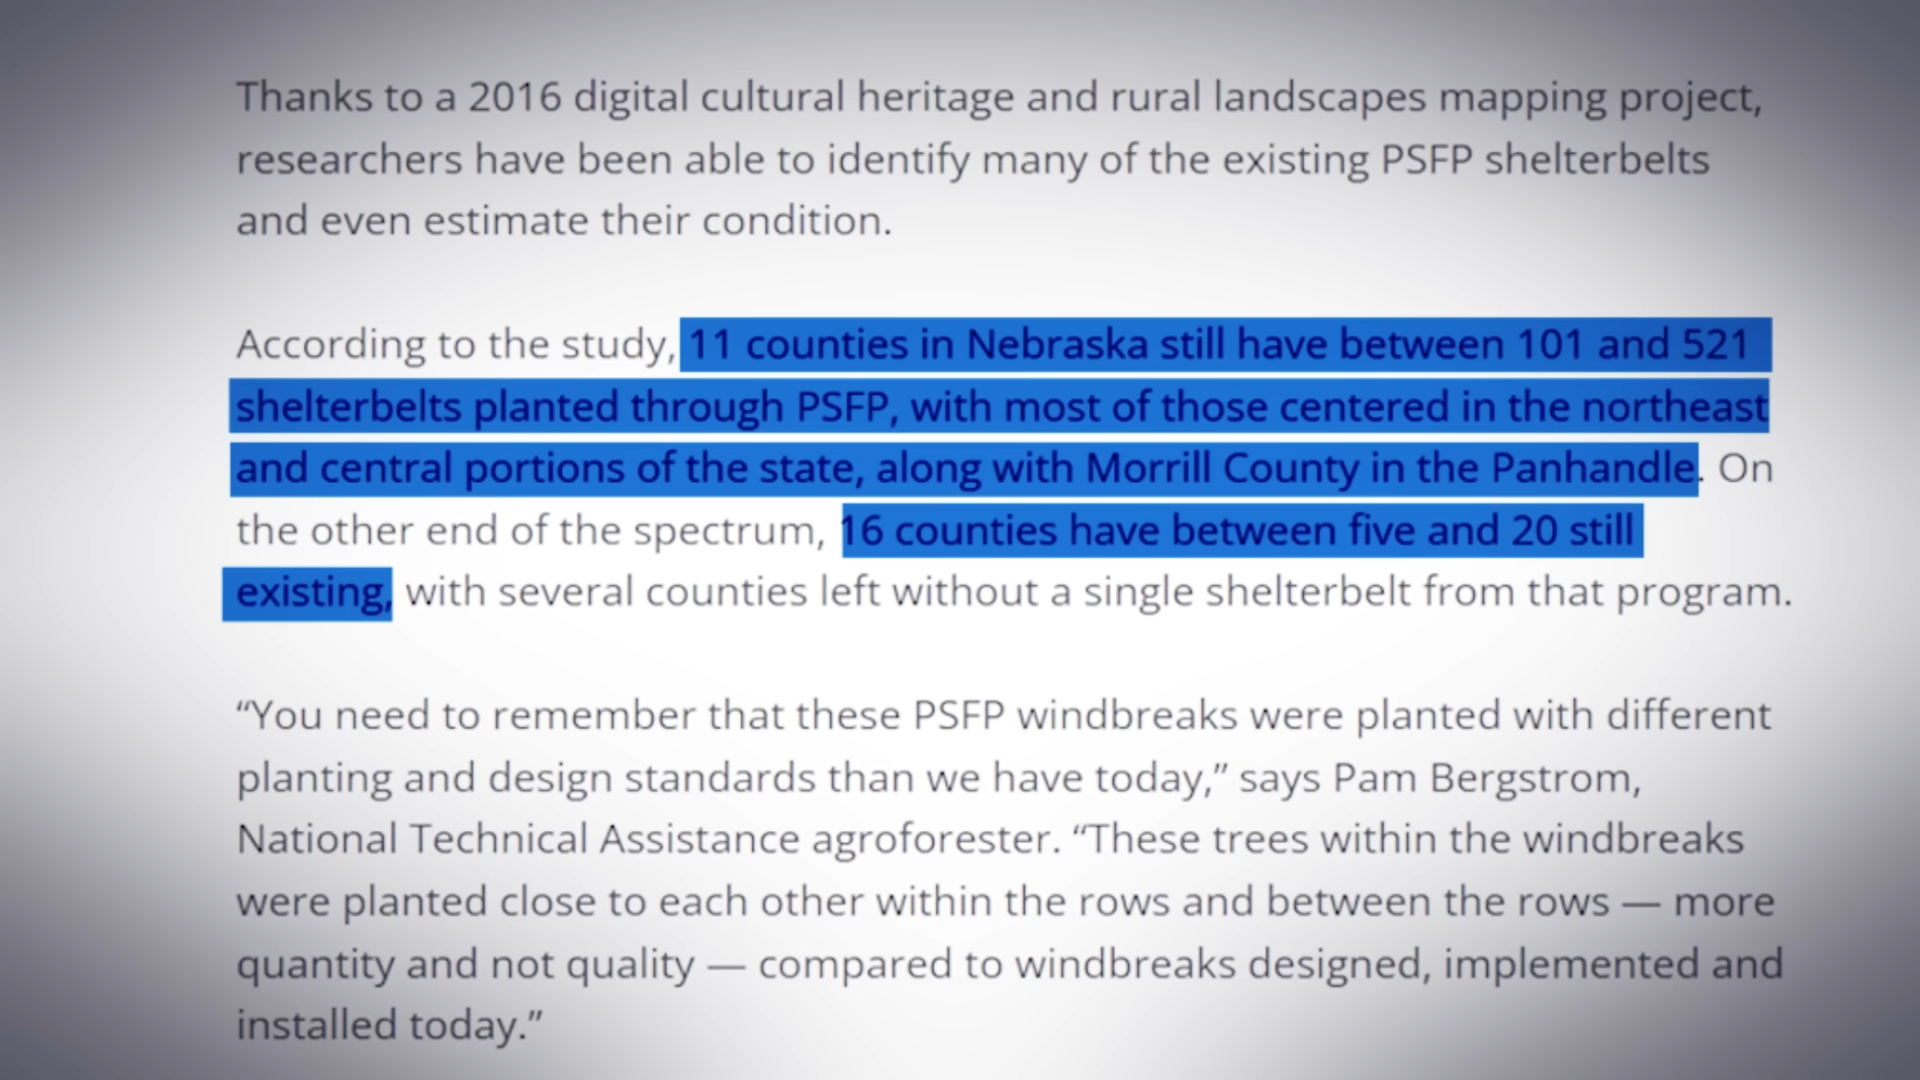 Thanks to a 2016 digital cultural heritage and rural landscapes mapping project,
researchers have been able to identify many of the existing PSFP shelterbelts
and even estimate their condition.
According to the study, 11 counties in Nebraska still have between 101 and 521
shelterbelts planted through PSFP, with most of those centered in the northeast
and central portions of the state, along with Morrill County in the Panhandle. On
the other end of the spectrum, 16 counties have between five and 20 still
existing, with several counties left without a single shelterbelt from that program.
“You need to remember that these PSFP windbreaks were planted with different
planting and design standards than we have today,” says Pam Bergstrom,
National Technical Assistance agroforester. “These trees within the windbreaks
were planted close to each other within the rows and between the rows — more
quantity and not quality — compared to windbreaks designed, implemented and
installed today.”